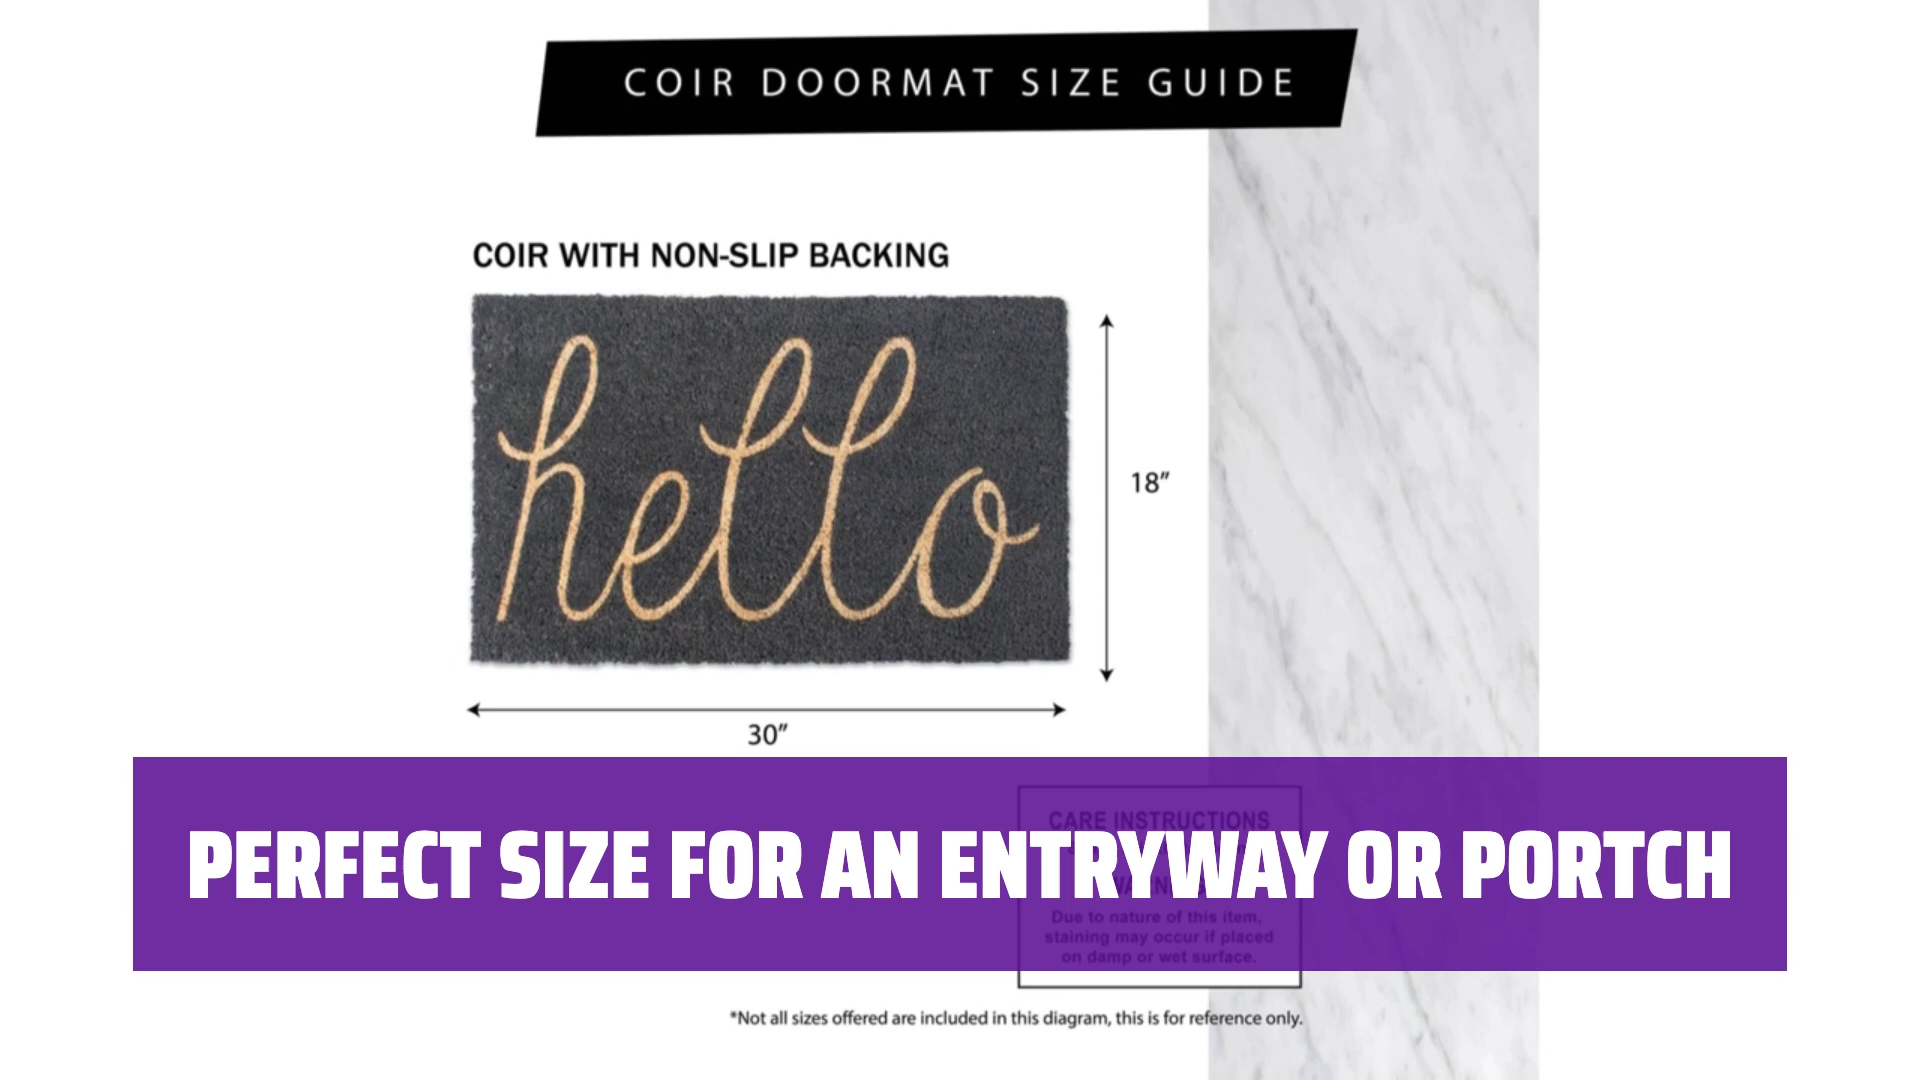 COIR DOORMAT SIZE GUIDE
COIR WITH NON-SLIP BACKING
hello
18″
30″
CARE INSTRUCTIONS
PERFECT SIZE FOR AN ENTRYWAY OR PORTCH
Due to nature of this item,
staining may occur if placed
on damp or wet surface.
*Not all sizes offered are included in this diagram, this is for reference only.